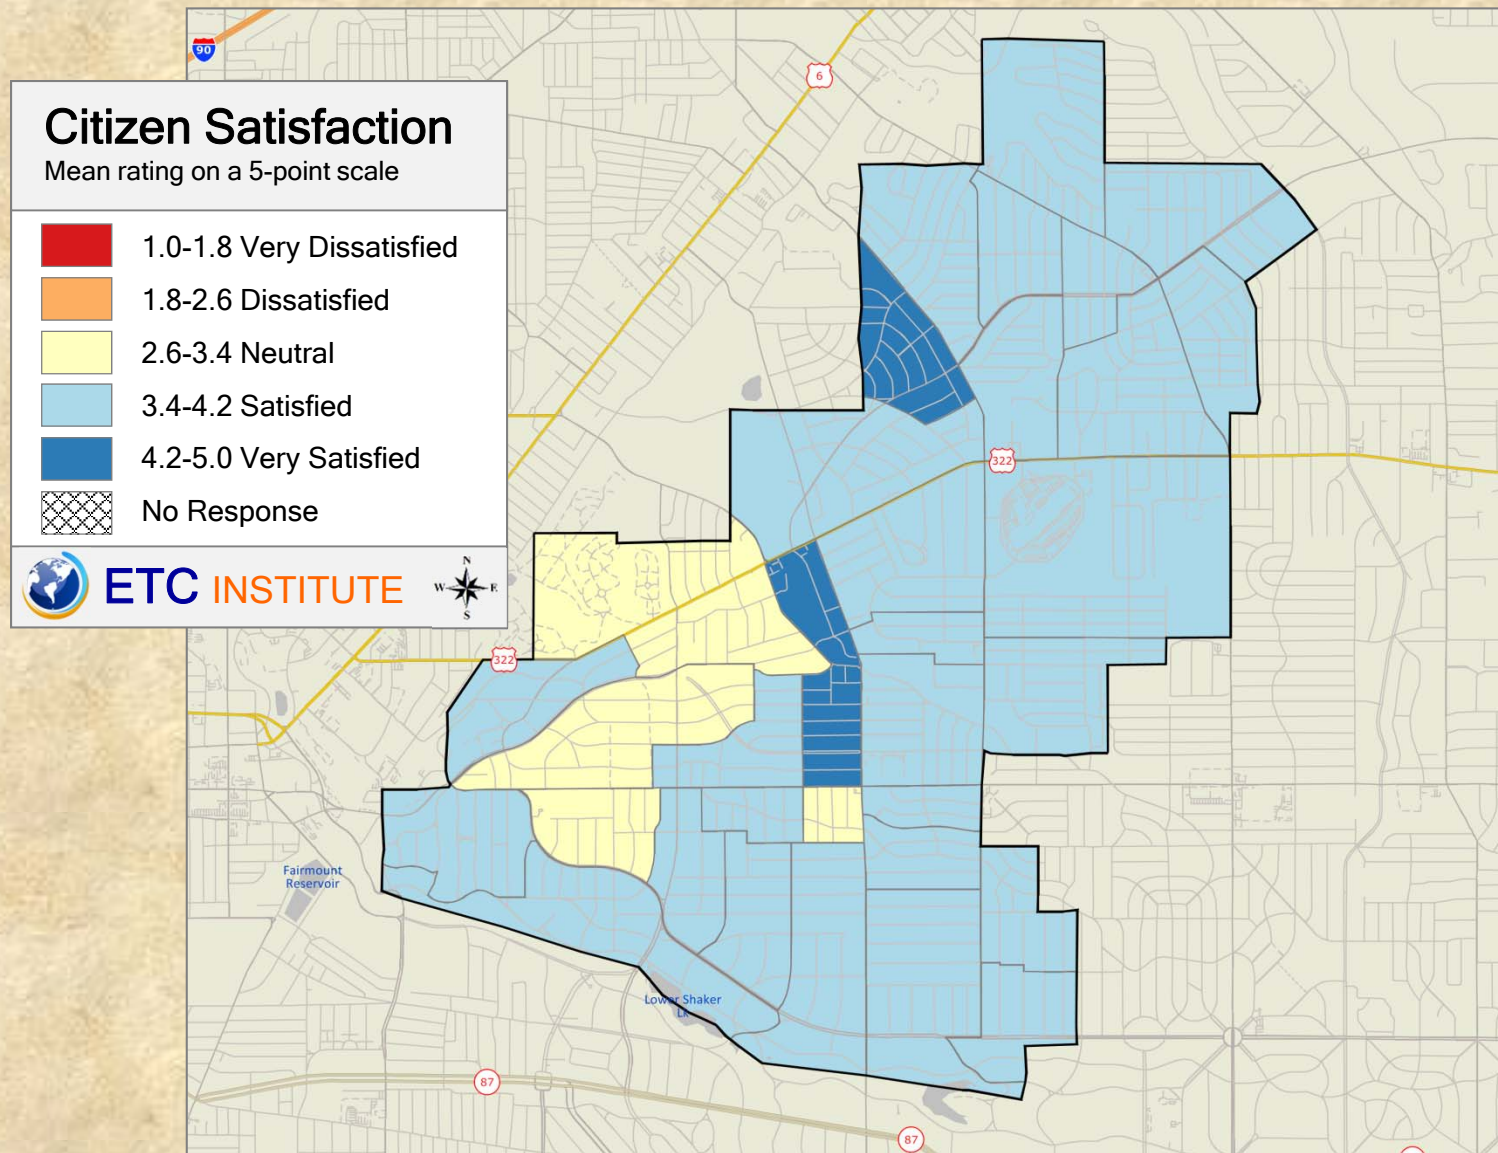 90
6
Citizen Satisfaction
Mean rating on a 5-point scale
1.0-1.8 Very Dissatisfied
1.8-2.6 Dissatisfied
2.6-3.4 Neutral
3.4-4.2 Satisfied
4.2-5.0 Very Satisfied
No Response
ETC INSTITUTE
N
W E
S
322
322
Fairmount
Reservoir
Lower Shaker
Lk
87
87